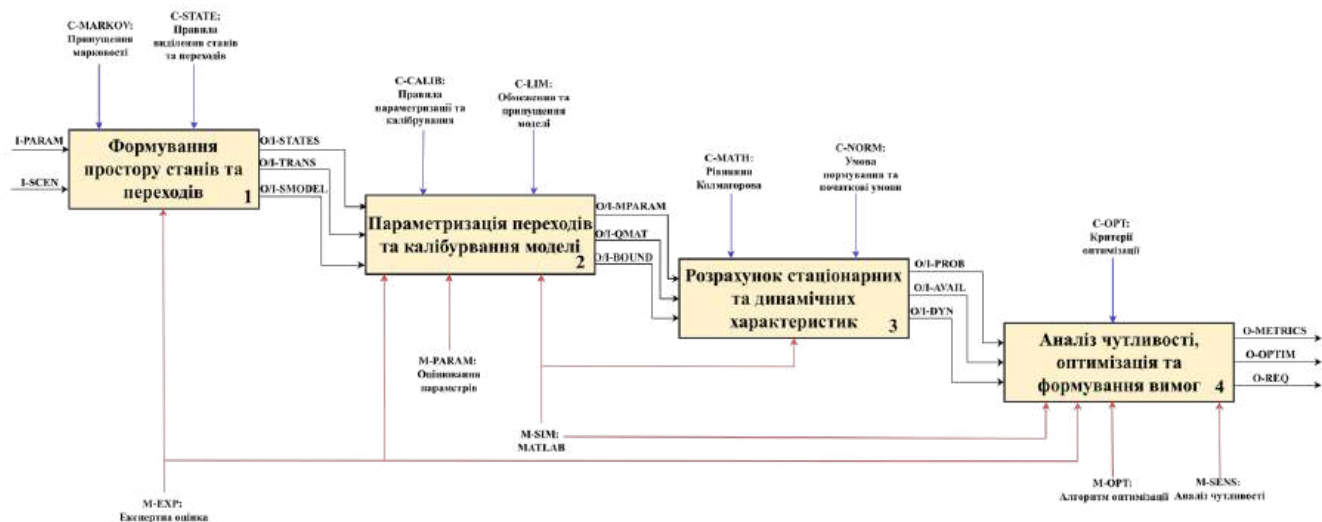 C-MARKOV:
Припущення
марковості
C-STATE:
Правила
виділення станів
та переходів
I-PARAM
I-SCEN
Формування
простору станів та
переходів
1
O/I-STATES
O/I-TRANS
O/I-SMODEL
C-CALIB:
Правила
параметризації та
калібрування
C-LIM:
Обмеження та
припущення
моделі
Параметризація переходів
та калібурвання моделі
2
O/I-MPARAM
O/I-QMAT
O/I-BOUND
C-MATH:
Рівняння
Колмагорова
C-NORM:
Умова
нормування та
початкові умови
Розрахунок стаціонарних
та динамічних
характеристик
3
O/I-PROB
O/I-AVAIL
O/I-DYN
C-OPT:
Критерії
оптимізації
Аналіз чутливості,
оптимізація та
формування вимог
4
O-METRICS
O-OPTIM
O-REQ
M-PARAM:
Оцінювання
параметрів
M-SIM:
MATLAB
M-EXP:
Експертна оцінка
M-OPT:
Алгоритм оптимізації
M-SENS:
Аналіз чутливості